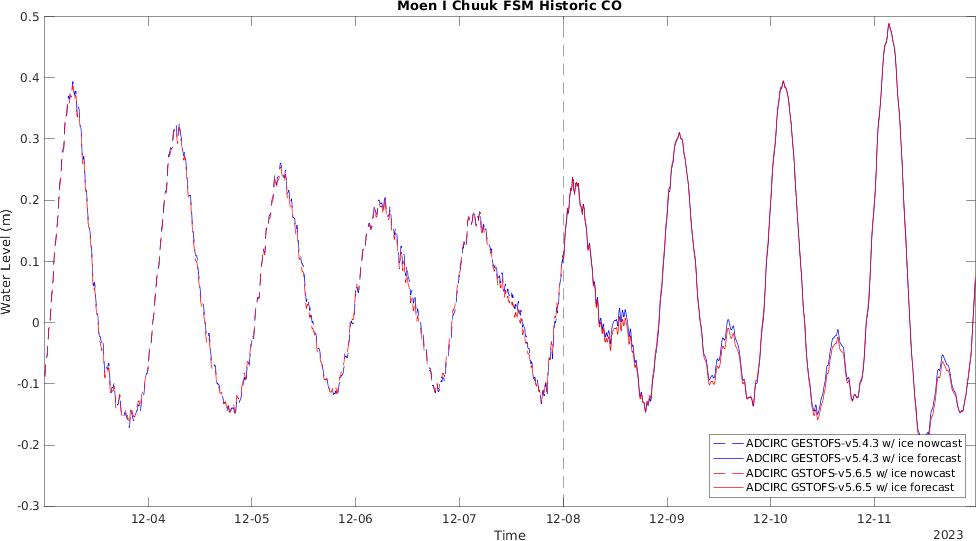 Moen I Chuuk FSM Historic CO
0.5
0.4
0.3
0.2
0.1
0
-0.1
-0.2
-0.3
Water Level (m)
ADCIRC GESTOFS-v5.4.3 w/ ice nowcast
ADCIRC GESTOFS-v5.4.3 w/ ice forecast
ADCIRC GSTOFS-v5.6.5 w/ ice nowcast
ADCIRC GSTOFS-v5.6.5 w/ ice forecast
12-04 12-05 12-06 12-07 12-08 12-09 12-10 12-11
Time
2023